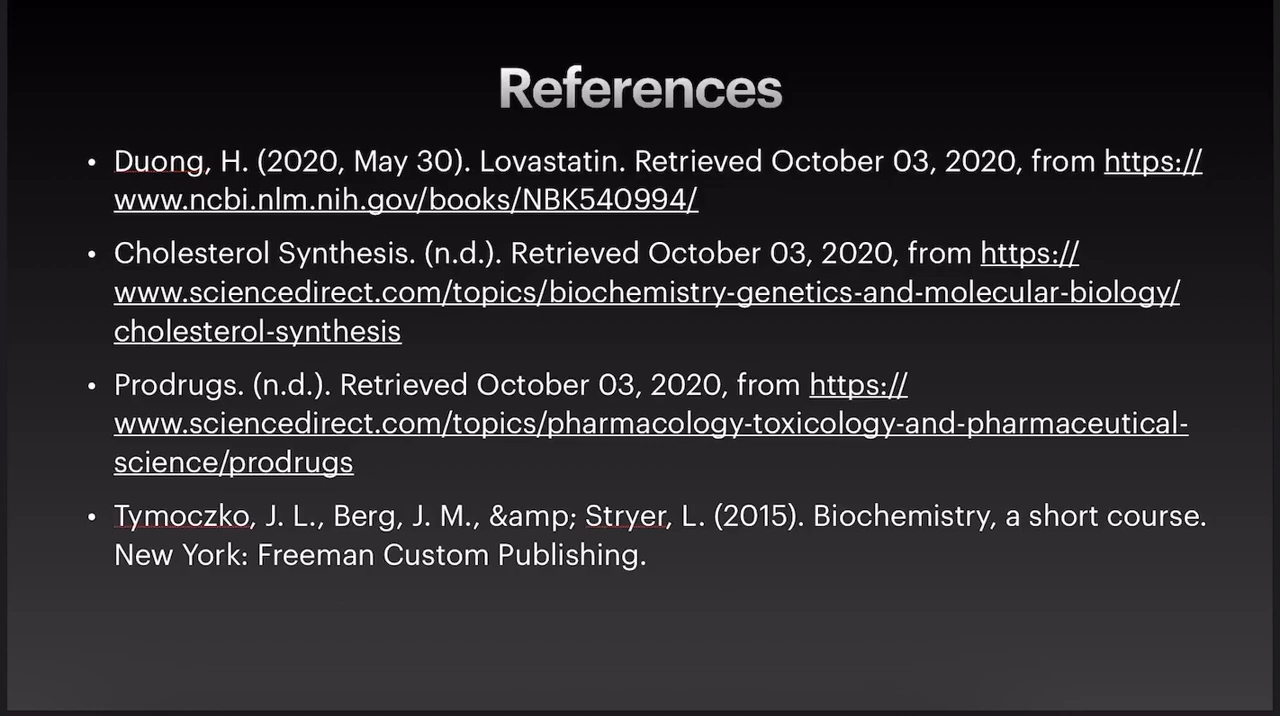 References
• Duong, H. (2020, May 30). Lovastatin. Retrieved October 03, 2020, from https://
www.ncbi.nlm.nih.gov/books/NBK540994/
• Cholesterol Synthesis. (n.d.). Retrieved October 03, 2020, from https://
www.sciencedirect.com/topics/biochemistry-genetics-and-molecular-biology/
cholesterol-synthesis
• Prodrugs. (n.d.). Retrieved October 03, 2020, from https://
www.sciencedirect.com/topics/pharmacology-toxicology-and-pharmaceutical-
science/prodrugs
• Tymoczko, J. L., Berg, J. M., &amp; Stryer, L. (2015). Biochemistry, a short course.
New York: Freeman Custom Publishing.